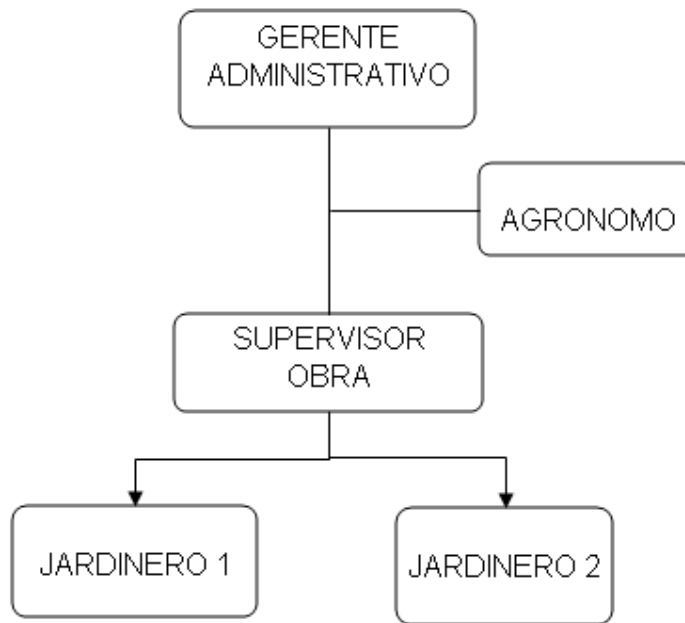 GERENTE
ADMINISTRATIVO
AGRONOMO
SUPERVISOR
OBRA
JARDINERO 1
JARDINERO 2